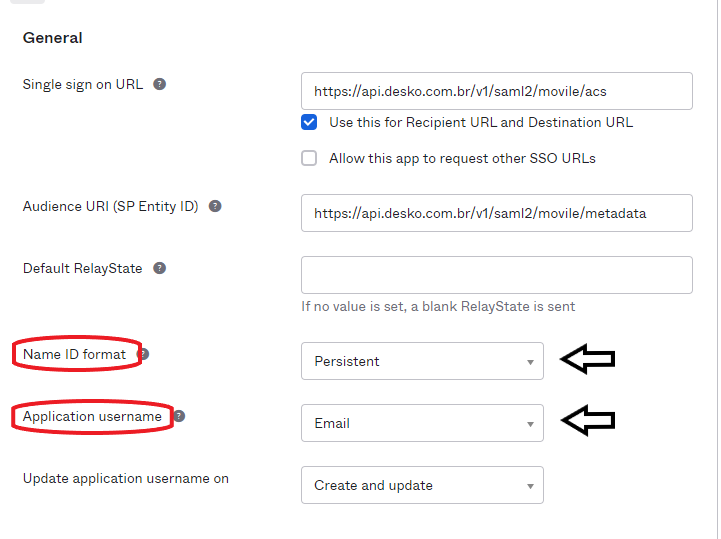 General
Single sign on URL ?
https://api.desko.com.br/v1/saml2/movile/acs
Use this for Recipient URL and Destination URL
Allow this app to request other SSO URLs
Audience URI (SP Entity ID) ?
https://api.desko.com.br/v1/saml2/movile/metadata
Default RelayState ?
If no value is set, a blank RelayState is sent
Name ID format ?
Persistent
Application username ?
Email
Update application username on
Create and update